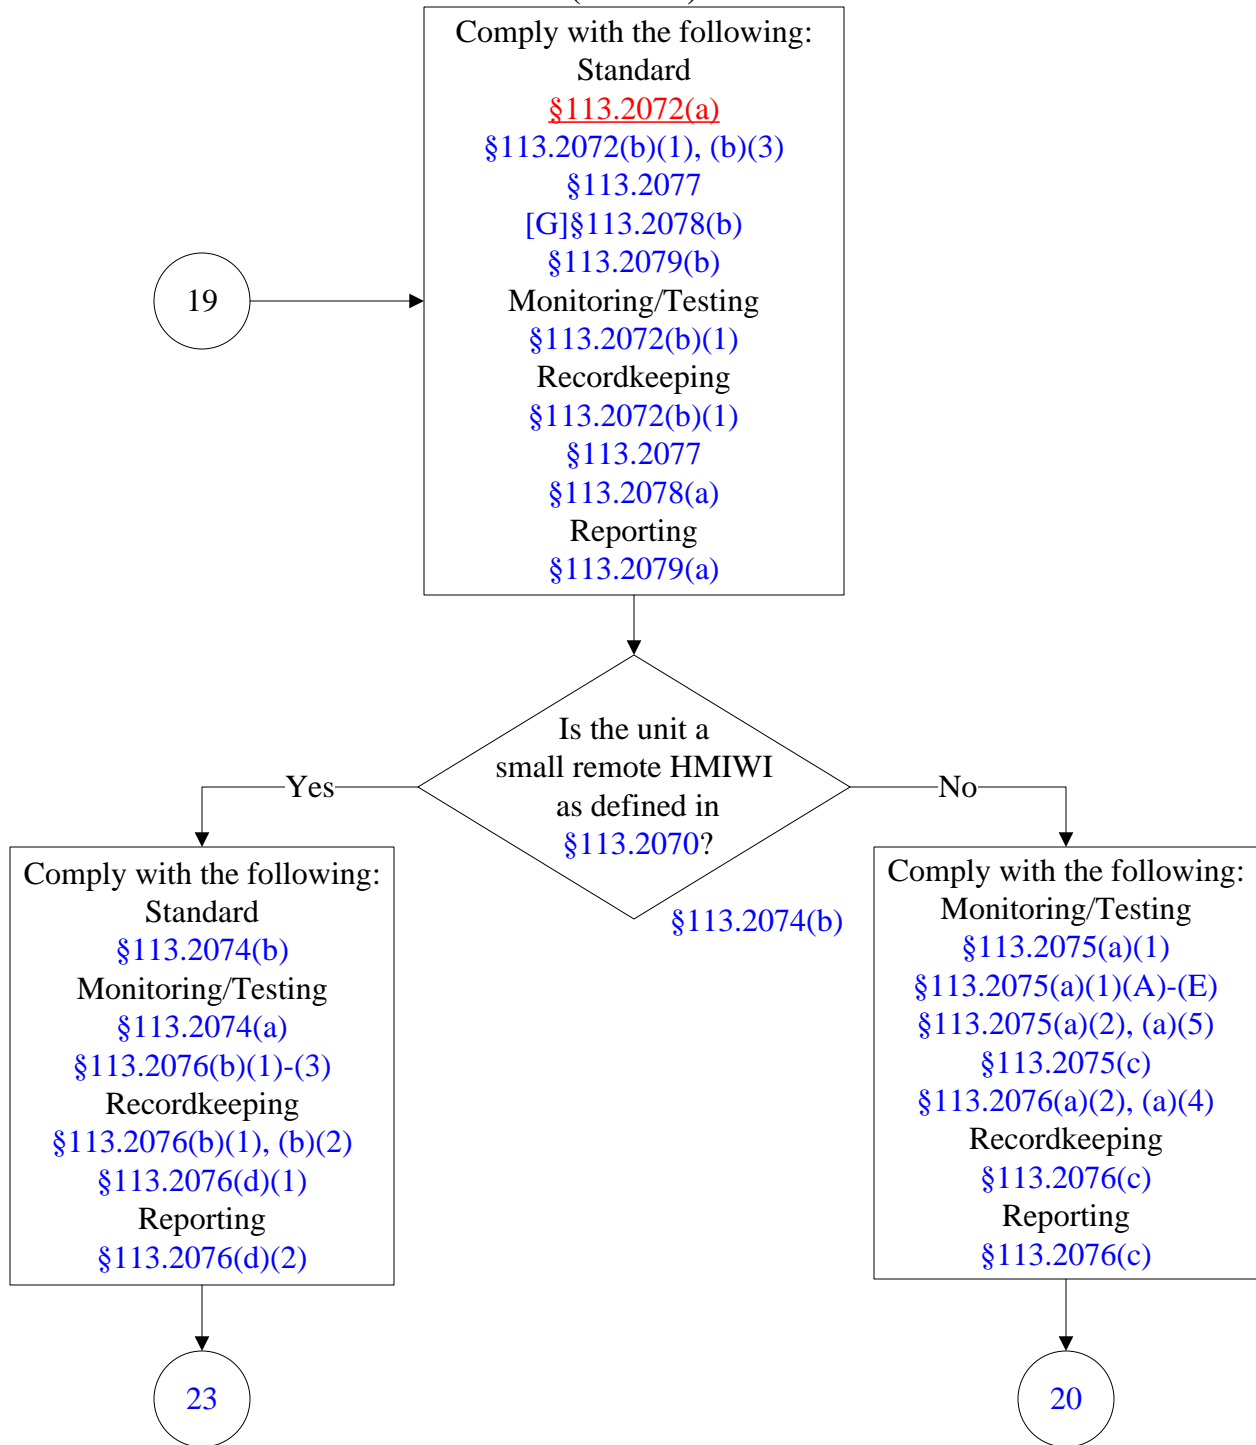 Comply with the following:
Standard
§113.2072(a)
§113.2072(b)(1), (b)(3)
§113.2077
[G]§113.2078(b)
§113.2079(b)
Monitoring/Testing
§113.2072(b)(1)
Recordkeeping
§113.2072(b)(1)
§113.2077
§113.2078(a)
Reporting
§113.2079(a)
19
Is the unit a
small remote HMIWI
as defined in
§113.2070?
§113.2074(b)
Yes
No
Comply with the following:
Standard
§113.2074(b)
Monitoring/Testing
§113.2074(a)
§113.2076(b)(1)-(3)
Recordkeeping
§113.2076(b)(1), (b)(2)
§113.2076(d)(1)
Reporting
§113.2076(d)(2)
23
Comply with the following:
Monitoring/Testing
§113.2075(a)(1)
§113.2075(a)(1)(A)-(E)
§113.2075(a)(2), (a)(5)
§113.2075(c)
§113.2076(a)(2), (a)(4)
Recordkeeping
§113.2076(c)
Reporting
§113.2076(c)
20